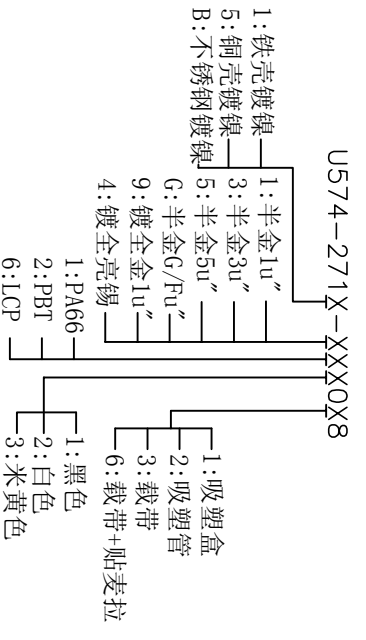 U574-271X-XXX0X8
1:铁壳镀镍
5:铜壳镀镍
B:不锈钢镀镍
1:半金1u"
3:半金3u"
5:半金5u"
G:半金G/Fu"
9:镀全金1u"
4:镀全亮锡
1:PA66
2:PBT
6:LCP
1:黑色
2:白色
3:米黄色
1:吸塑盒
2:吸塑管
3:载带
6:载带+贴麦拉